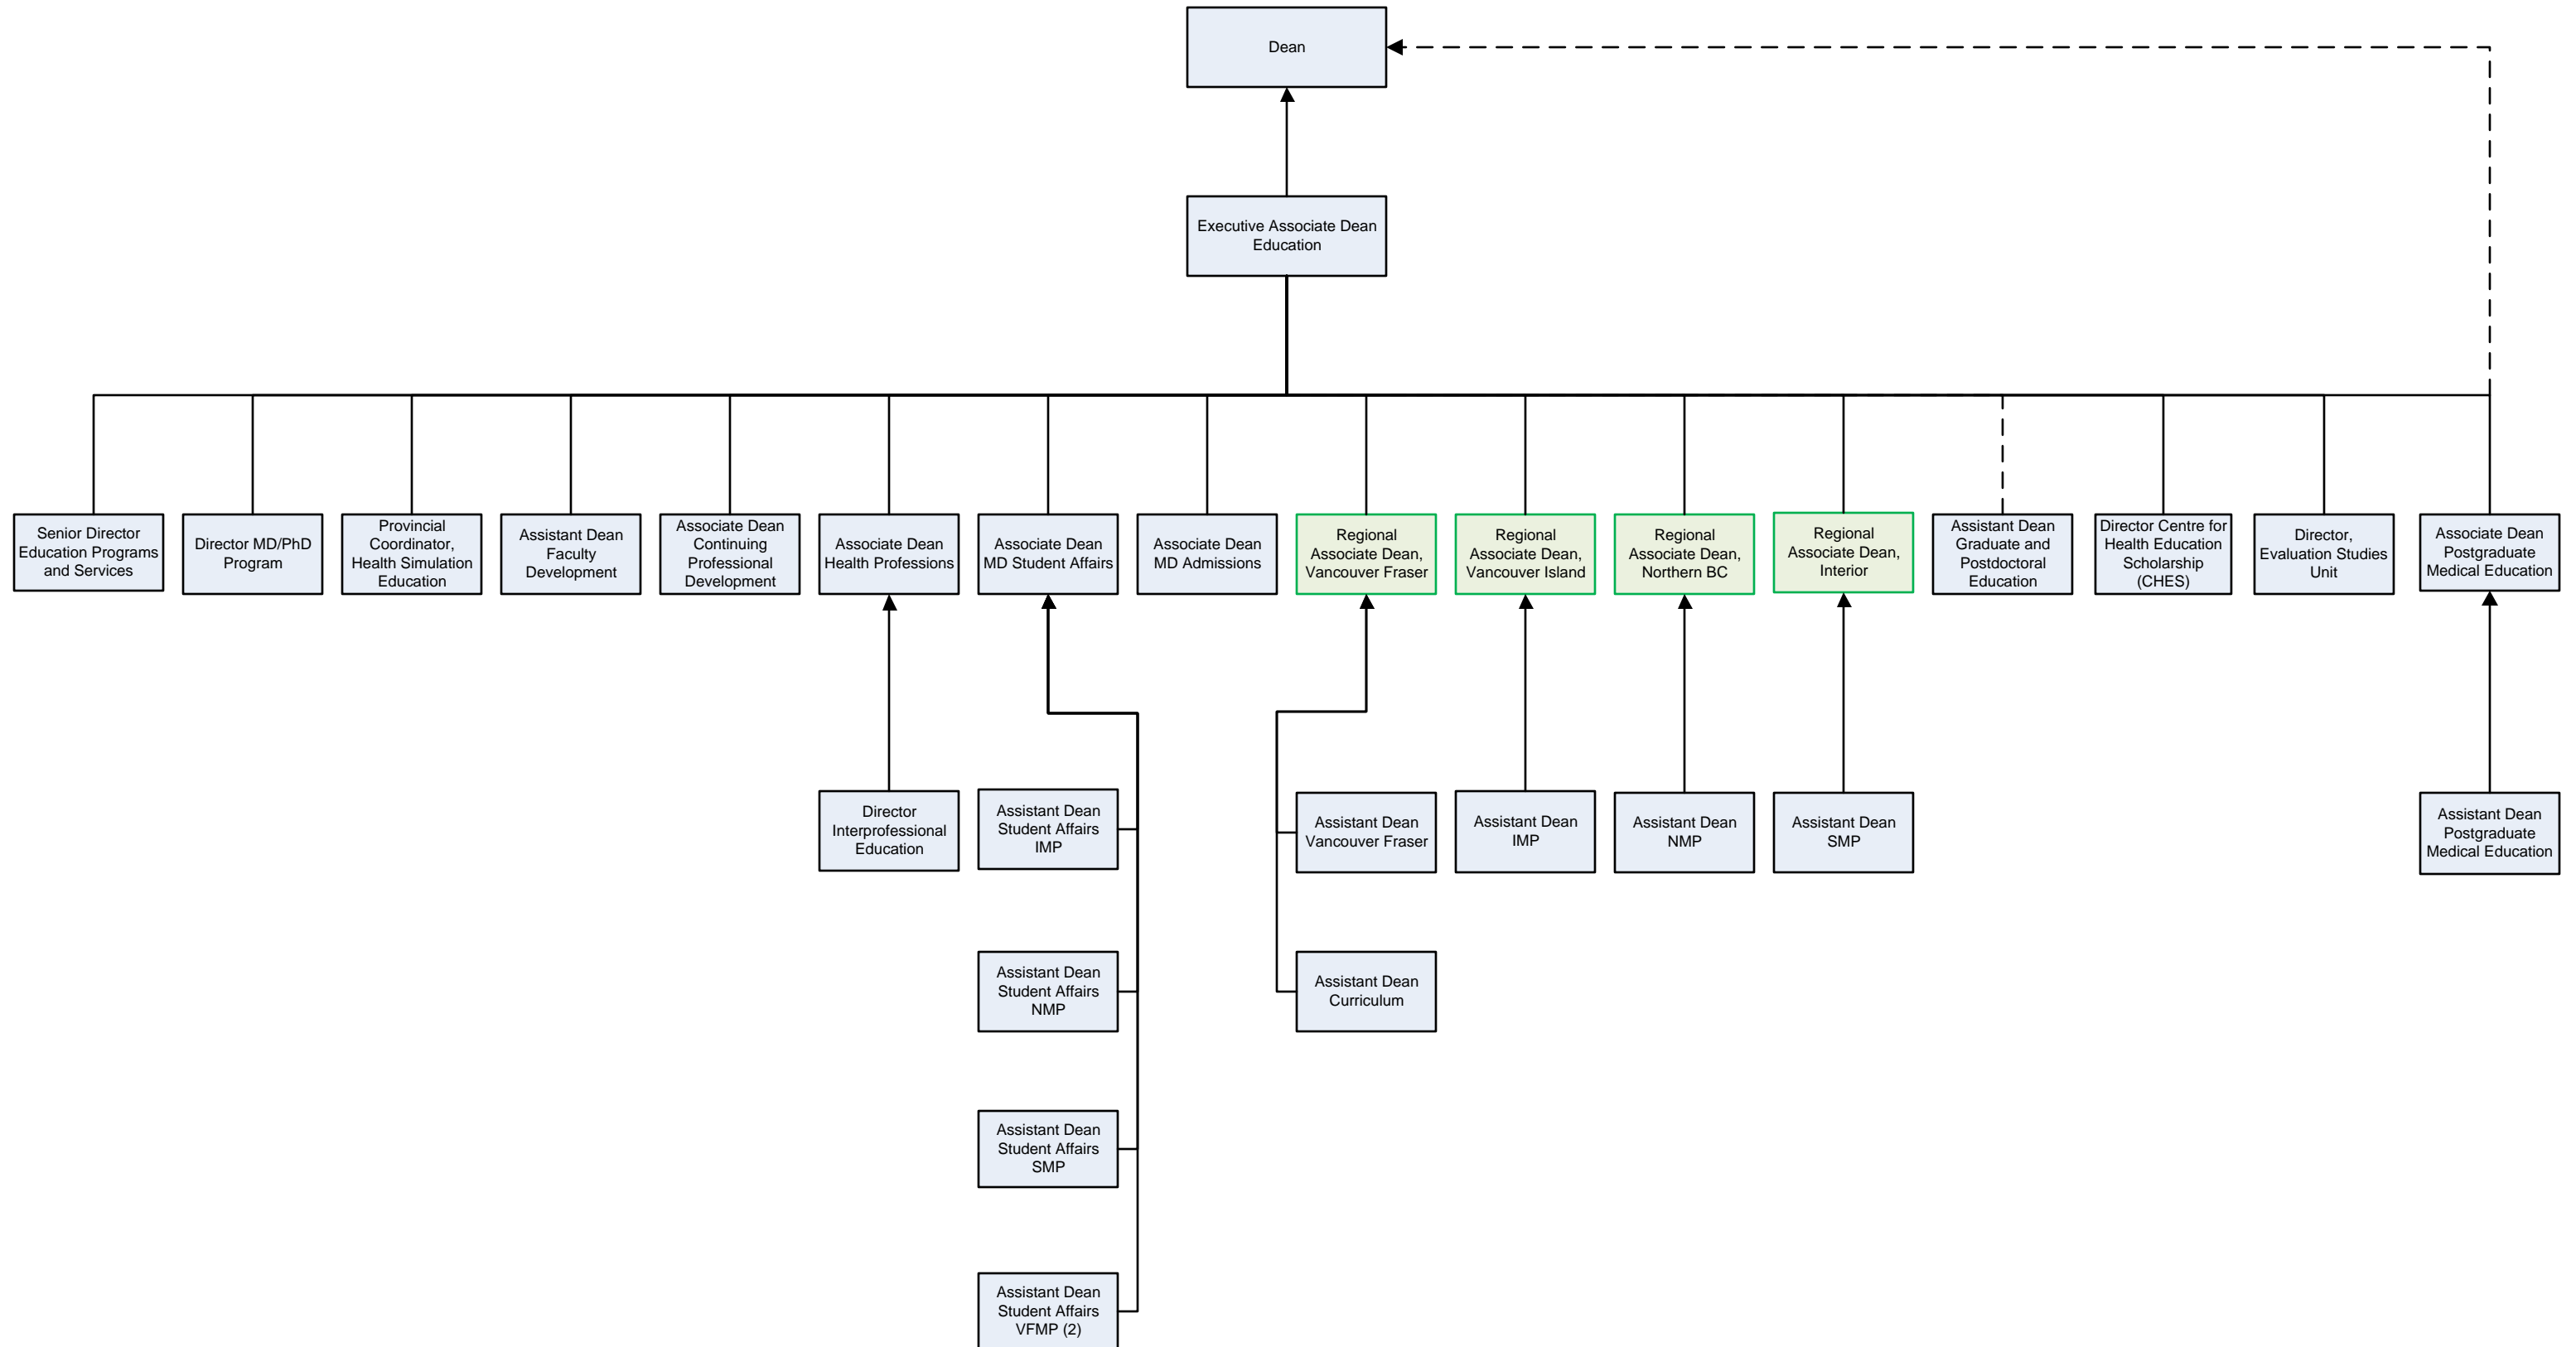 Dean
Executive Associate Dean
Education
Senior Director
Education Programs
and Services
Director MD/PhD
Program
Provincial
Coordinator,
Health Simulation
Education
Assistant Dean
Faculty
Development
Associate Dean
Continuing
Professional
Development
Associate Dean
Health Professions
Associate Dean
MD Student Affairs
Associate Dean
MD Admissions
Regional
Associate Dean,
Vancouver Fraser
Regional
Associate Dean,
Vancouver Island
Regional
Associate Dean,
Northern BC
Regional
Associate Dean,
Interior
Assistant Dean
Graduate and
Postdoctoral
Education
Director Centre for
Health Education
Scholarship
(CHES)
Director,
Evaluation Studies
Unit
Associate Dean
Postgraduate
Medical Education
Director
Interprofessional
Education
Assistant Dean
Student Affairs
IMP
Assistant Dean
Vancouver Fraser
Assistant Dean
IMP
Assistant Dean
NMP
Assistant Dean
SMP
Assistant Dean
Postgraduate
Medical Education
Assistant Dean
Student Affairs
NMP
Assistant Dean
Curriculum
Assistant Dean
Student Affairs
SMP
Assistant Dean
Student Affairs
VFMP (2)